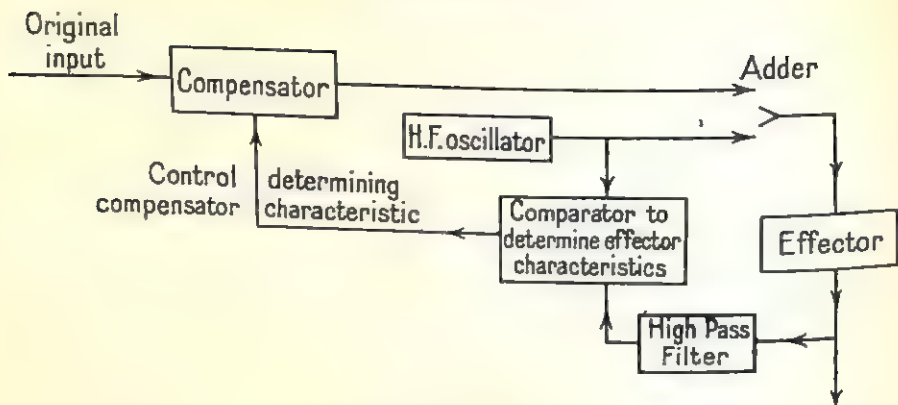 Original
input
Compensator
Adder
H.F. oscillator
Control determining
compensator characteristic
Comparator to
determine effector
characteristics
Effector
High Pass
Filter